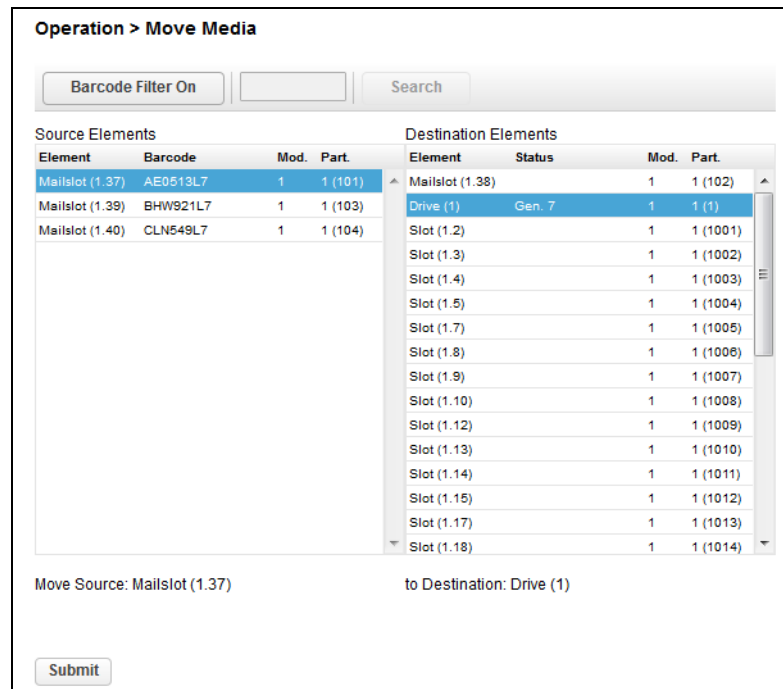 Operation > Move Media
Barcode Filter On Search
Source Elements
Element Barcode Mod. Part.
Mailslot (1.37) AE0513L7 1 1 (101)
Mailslot (1.39) BHW921L7 1 1 (103)
Mailslot (1.40) CLN549L7 1 1 (104)
Destination Elements
Element Status Mod. Part.
Mailslot (1.38) 1 1 (102)
Drive (1) Gen. 7 1 1 (1)
Slot (1.2) 1 1 (1001)
Slot (1.3) 1 1 (1002)
Slot (1.4) 1 1 (1003)
Slot (1.5) 1 1 (1004)
Slot (1.7) 1 1 (1005)
Slot (1.8) 1 1 (1006)
Slot (1.9) 1 1 (1007)
Slot (1.10) 1 1 (1008)
Slot (1.12) 1 1 (1009)
Slot (1.13) 1 1 (1010)
Slot (1.14) 1 1 (1011)
Slot (1.15) 1 1 (1012)
Slot (1.17) 1 1 (1013)
Slot (1.18) 1 1 (1014)
Move Source: Mailslot (1.37) to Destination: Drive (1)
Submit